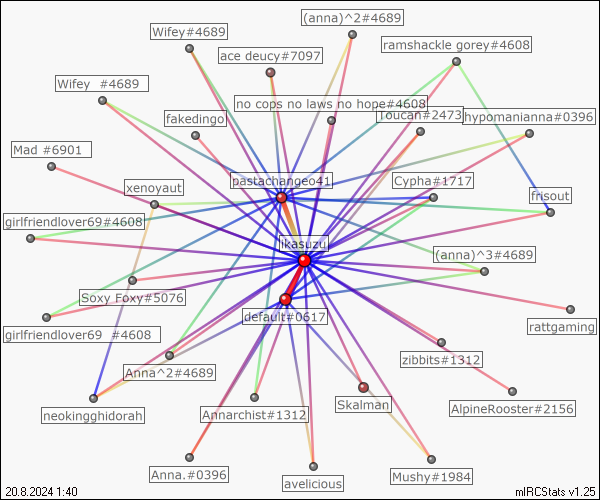 (anna)^2#4689
Wifey#4689
ramshackle gorey#4608
ace deucy#7097
Wifey  #4689
no cops no laws no hope#4608
fakedingo
Toucan#2473
hypomanianna#0396
Mad #6901
pastachangeo41
Cypha#1717
xenoyaut
frisout
girlfriendlover69#4608
ikasuzu
(anna)^3#4689
Soxy Foxy#5076
default#0617
rattgaming
girlfriendlover69  #4608
zibbits#1312
Anna^2#4689
Skalman
AlpineRooster#2156
neokingghidorah
Annarchist#1312
Anna.#0396
avelicious
Mushy#1984
20.8.2024 1:40
mIRCStats v1.25